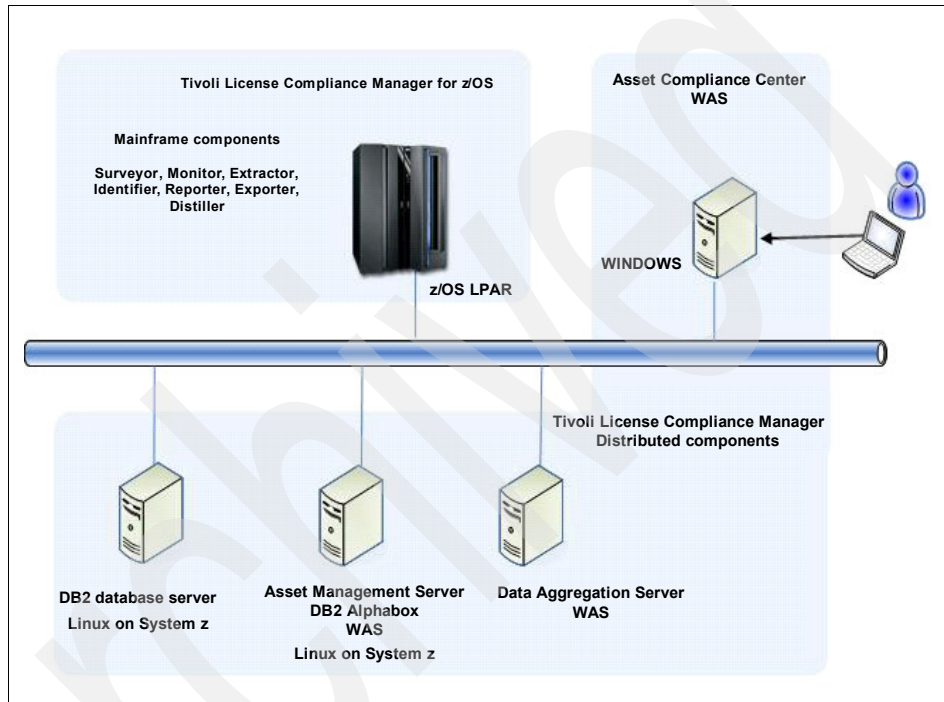 Tivoli License Compliance Manager for z/OS
Mainframe components
Surveyor, Monitor, Extractor,
Identifier, Reporter, Exporter,
Distiller
z/OS LPAR
Asset Compliance Center
WAS
WINDOWS
Tivoli License Compliance Manager
Distributed components
DB2 database server
Linux on System z
Asset Management Server
DB2 Alphabox
WAS
Linux on System z
Data Aggregation Server
WAS